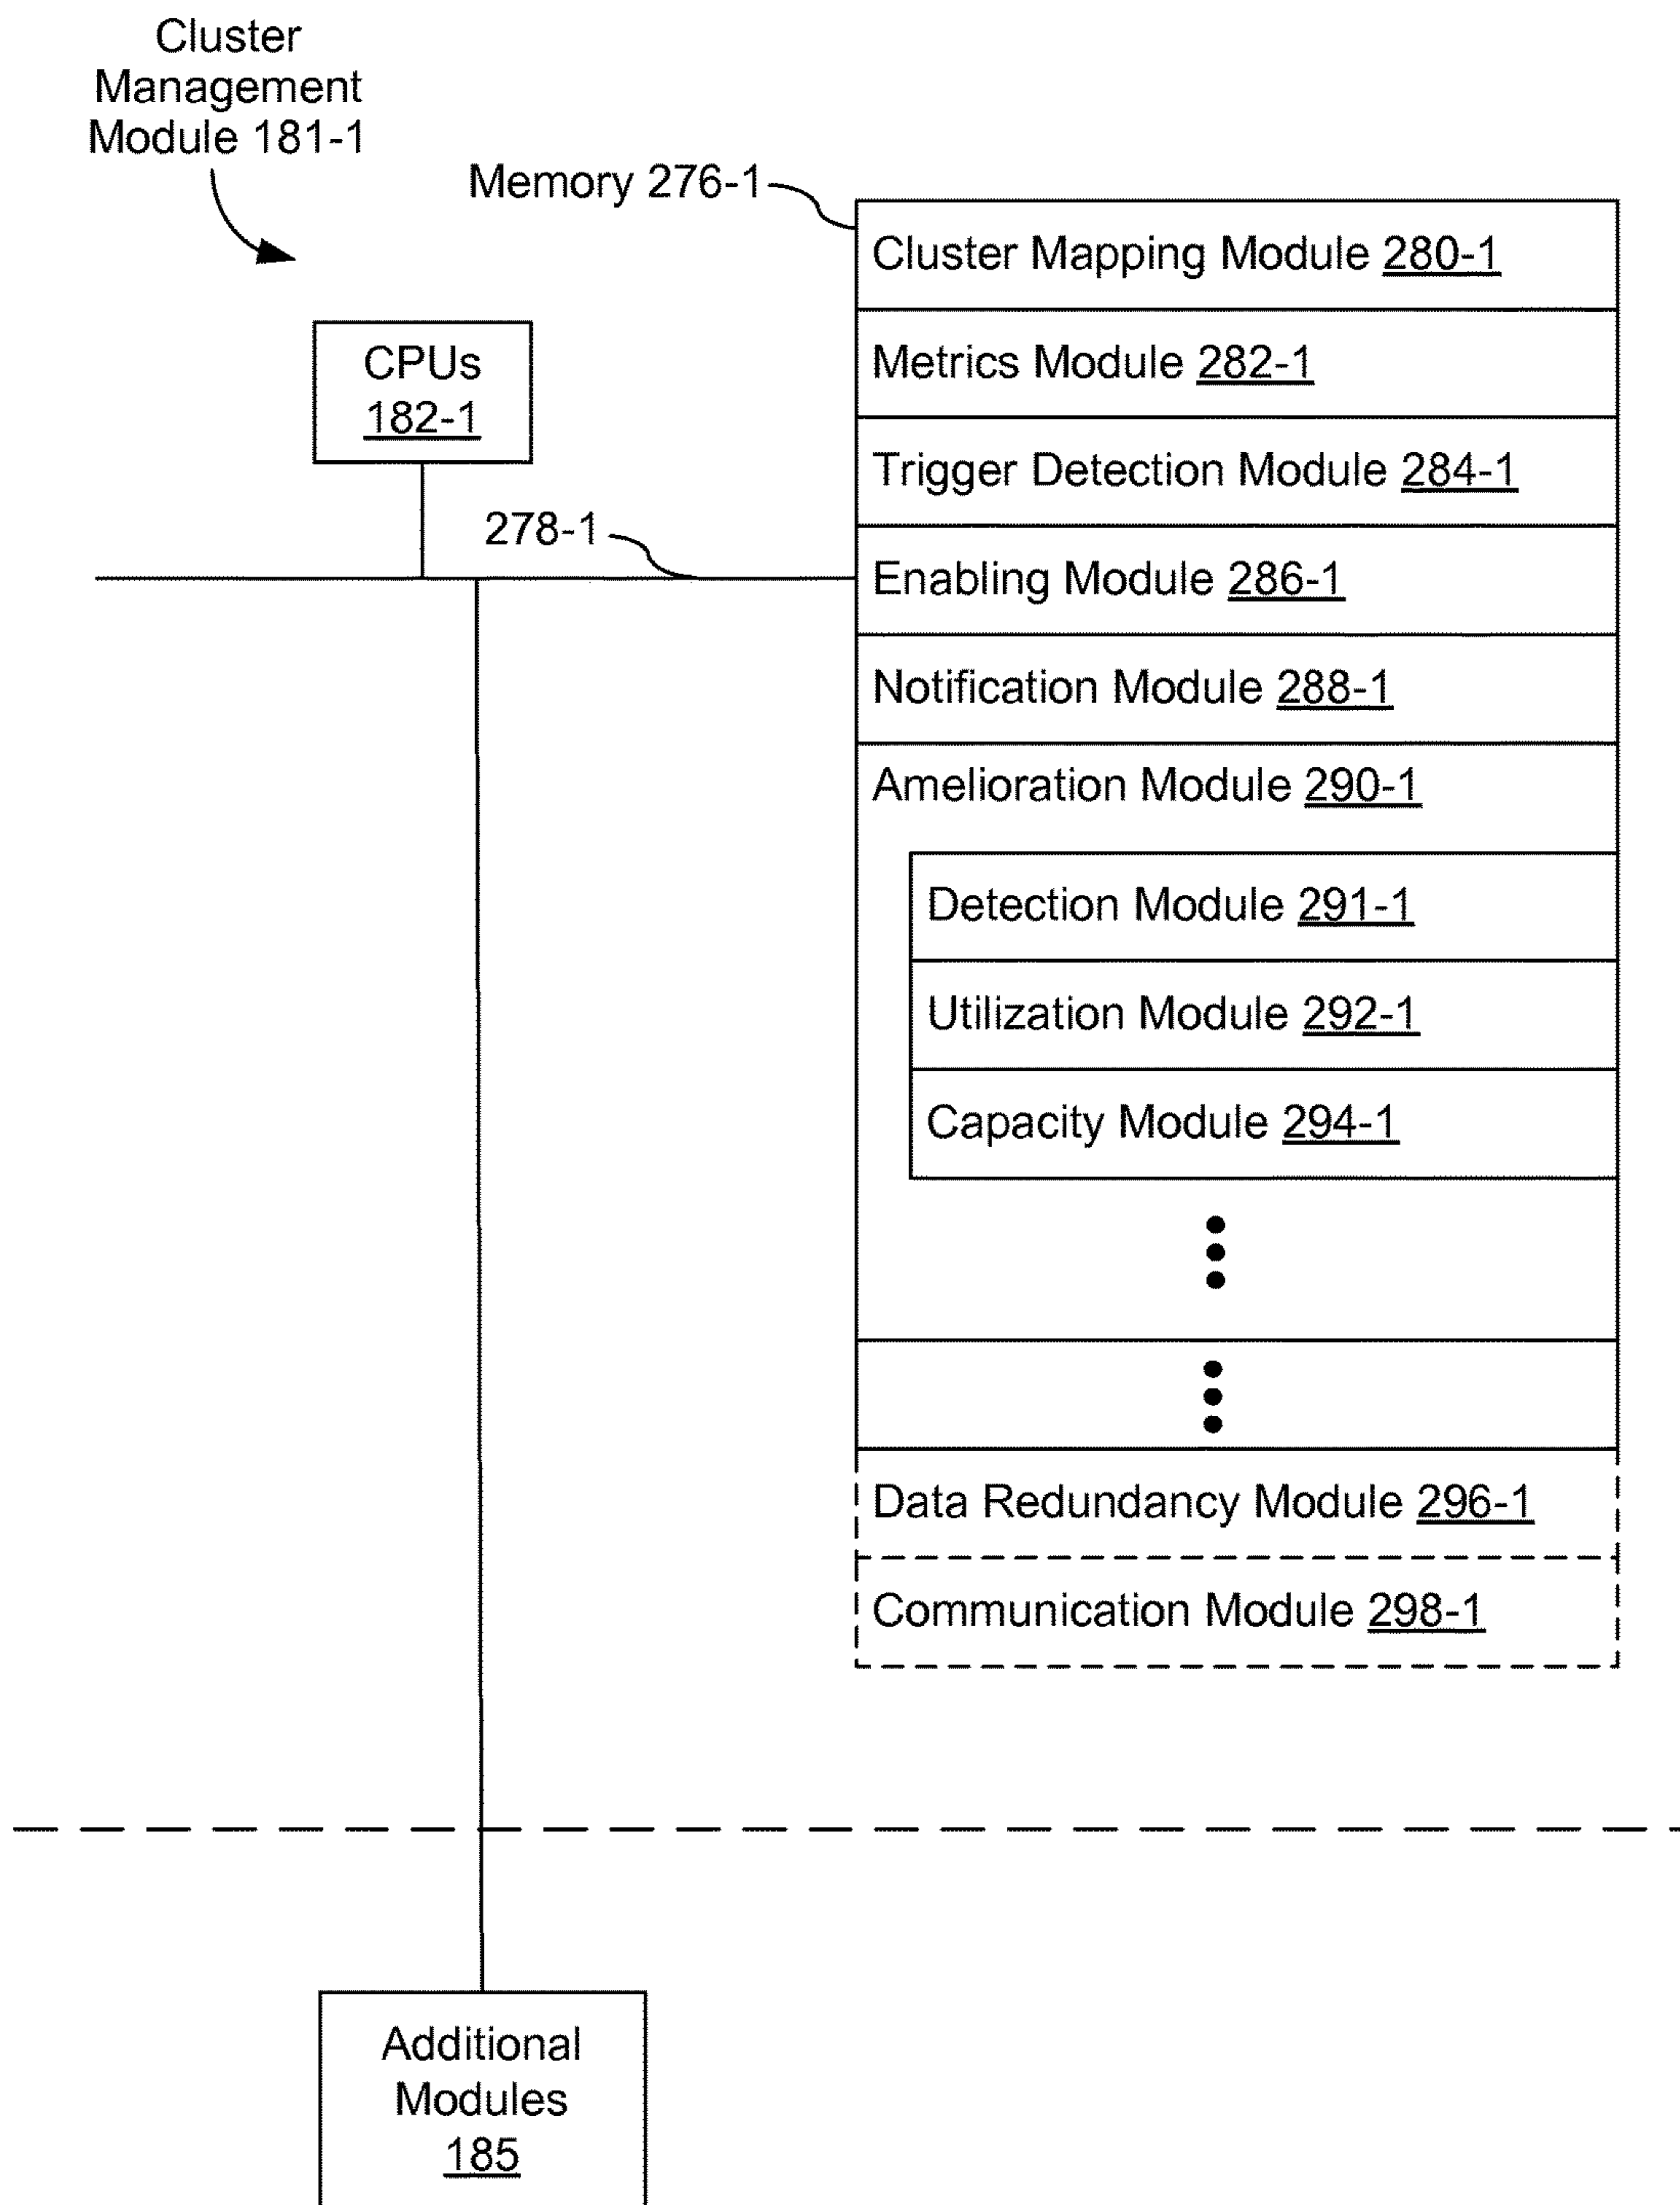 Cluster
Management
Module 181-1
Memory 276-1
Cluster Mapping Module 280-1
Metrics Module 282-1
CPUs
182-1
Trigger Detection Module 284-1
278-1
Enabling Module 286-1
Notification Module 288-1
Amelioration Module 290-1
Detection Module 291-1
Utilization Module 292-1
Capacity Module 294-1
Data Redundancy Module 296-1
Communication Module 298-1
Additional
Modules
185